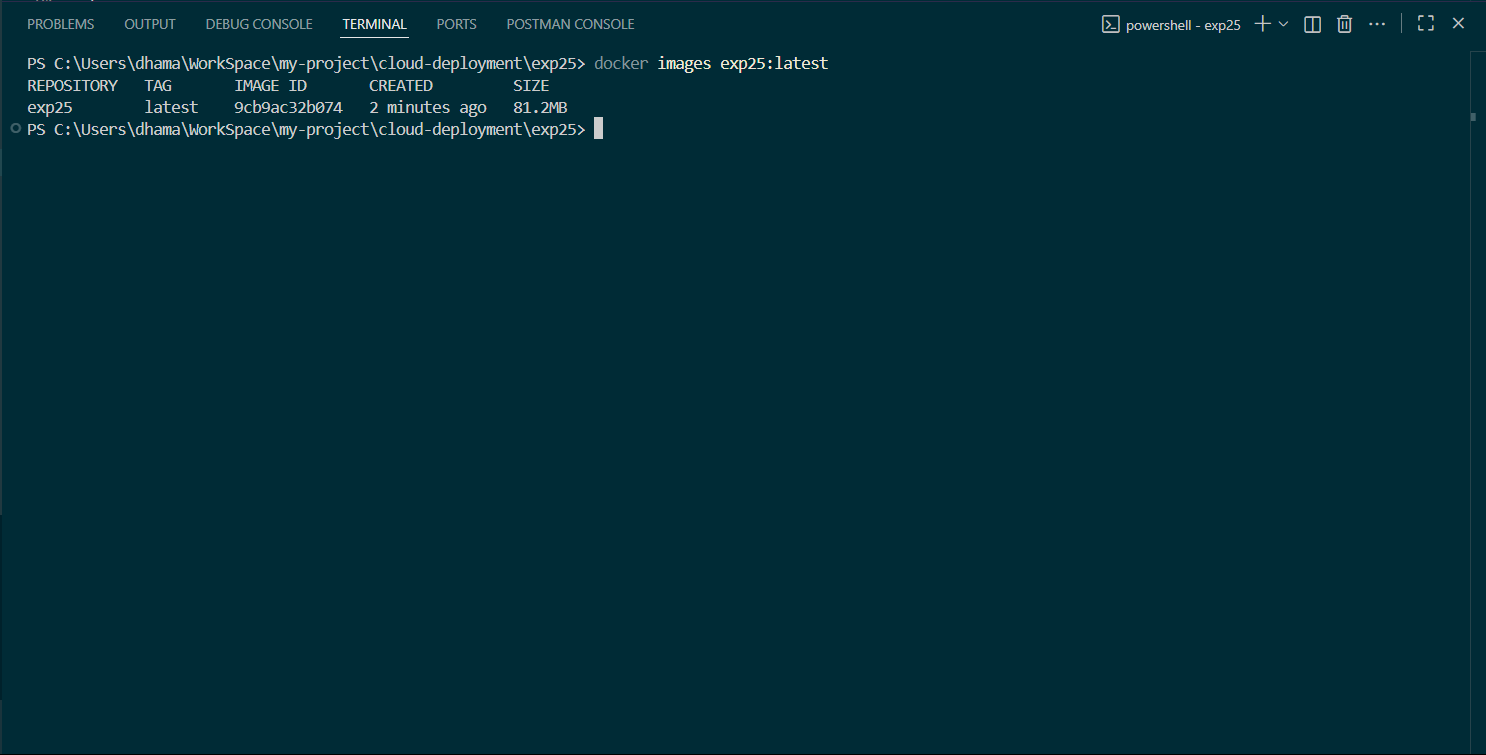 PROBLEMS OUTPUT DEBUG CONSOLE TERMINAL PORTS POSTMAN CONSOLE powershell - exp25
PS C:\Users\dhama\WorkSpace\my-project\cloud-deployment\exp25> docker images exp25:latest
REPOSITORY TAG IMAGE ID CREATED SIZE
exp25 latest 9cb9ac32b074 2 minutes ago 81.2MB
PS C:\Users\dhama\WorkSpace\my-project\cloud-deployment\exp25>